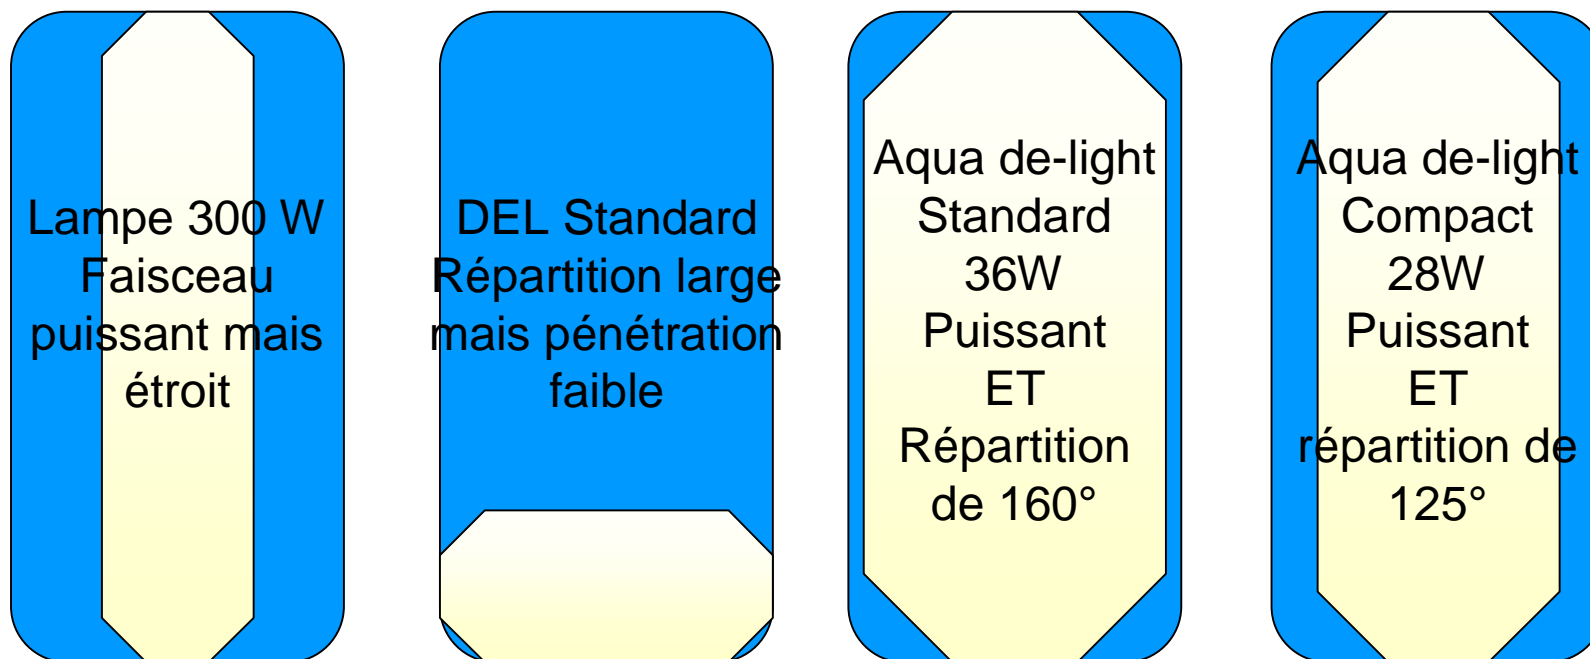 Lampe 300 W
Faisceau
puissant mais
étroit
DEL Standard
Répartition large
mais pénétration
faible
Aqua de-light
Standard
36W
Puissant
ET
Répartition
de 160°
Aqua de-light
Compact
28W
Puissant
ET
répartition de
125°